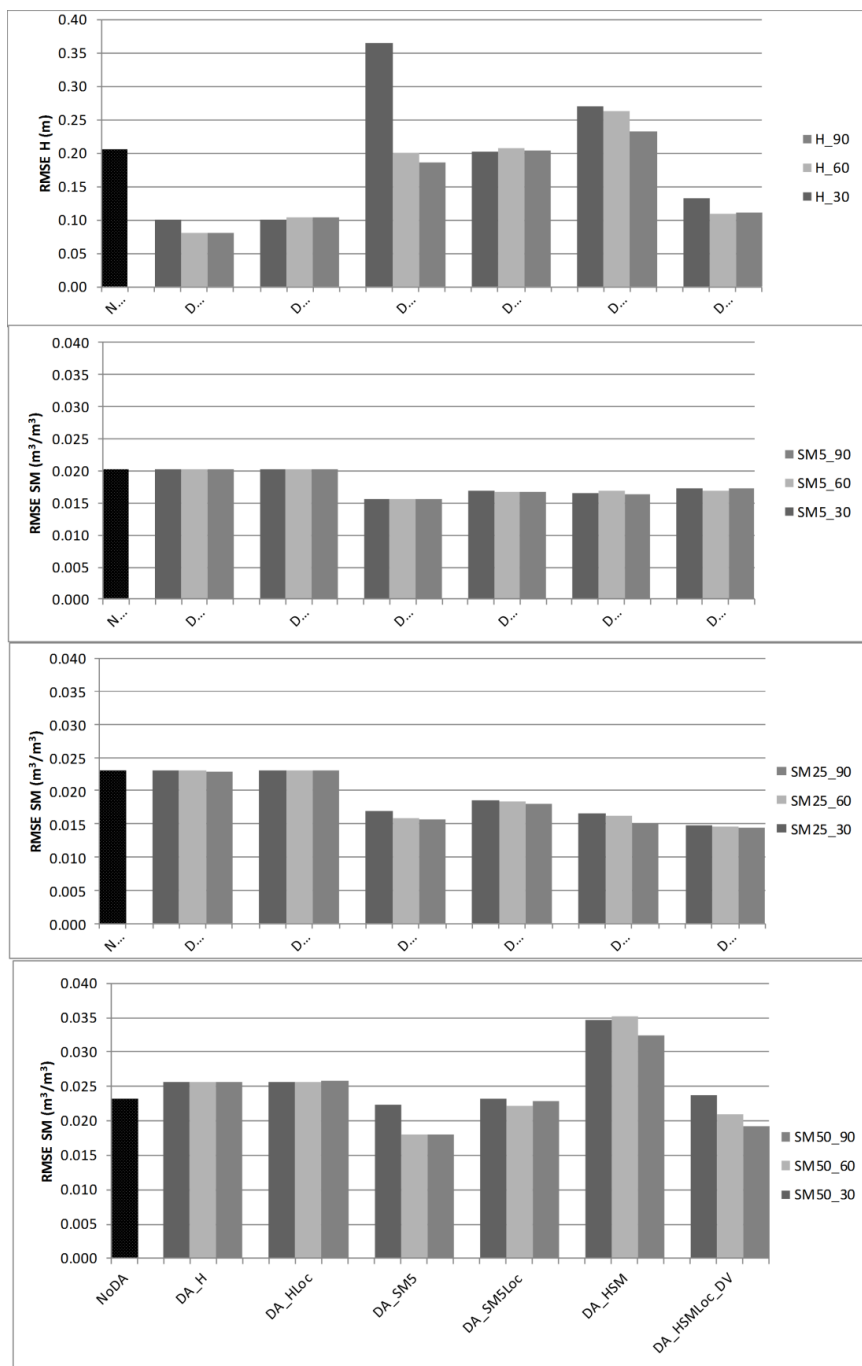 0.40
0.35
0.30
0.25
0.20
0.15
0.10
0.05
0.00
RMSE H (m)
N...
D...
D...
D...
D...
D...
D...
H_90
H_60
H_30
0.040
0.035
0.030
0.025
0.020
0.015
0.010
0.005
0.000
RMSE SM (m³/m³)
N...
D...
D...
D...
D...
D...
D...
SM5_90
SM5_60
SM5_30
0.040
0.035
0.030
0.025
0.020
0.015
0.010
0.005
0.000
RMSE SM (m³/m³)
N...
D...
D...
D...
D...
D...
D...
SM25_90
SM25_60
SM25_30
0.040
0.035
0.030
0.025
0.020
0.015
0.010
0.005
0.000
RMSE SM (m³/m³)
NoDA
DA_H
DA_HLoc
DA_SM5
DA_SM5Loc
DA_HSM
DA_HSMLoc_DV
SM50_90
SM50_60
SM50_30